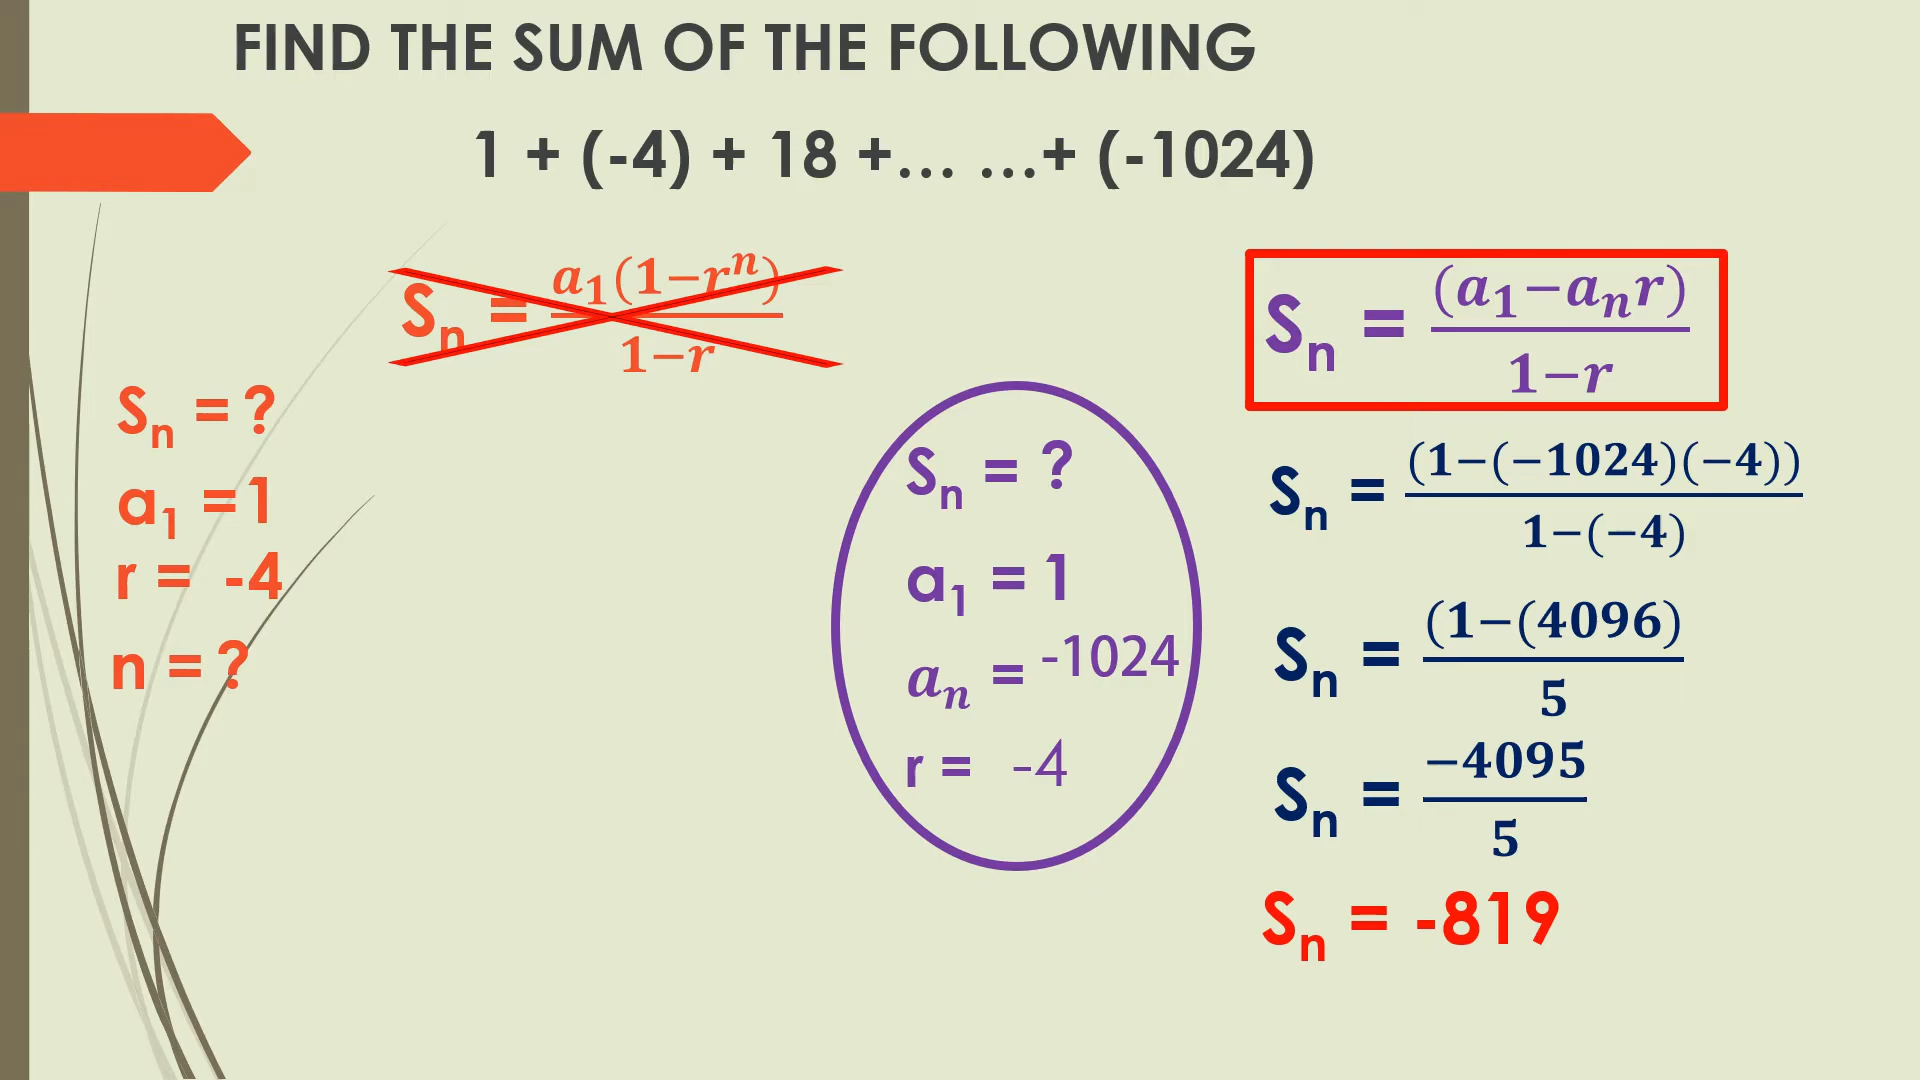 FIND THE SUM OF THE FOLLOWING
1 + (-4) + 18 +... ...+ (-1024)
Sₙ = a₁(1−rⁿ)/1−r
Sₙ = ?
a₁ =1
r = -4
n = ?
Sₙ = ?
a₁ = 1
aₙ = -1024
r = -4
Sₙ = (a₁−aₙr)/1−r
Sₙ = (1−(−1024)(−4))/1−(−4)
Sₙ = (1−(4096)/5
Sₙ = −4095/5
Sₙ = -819